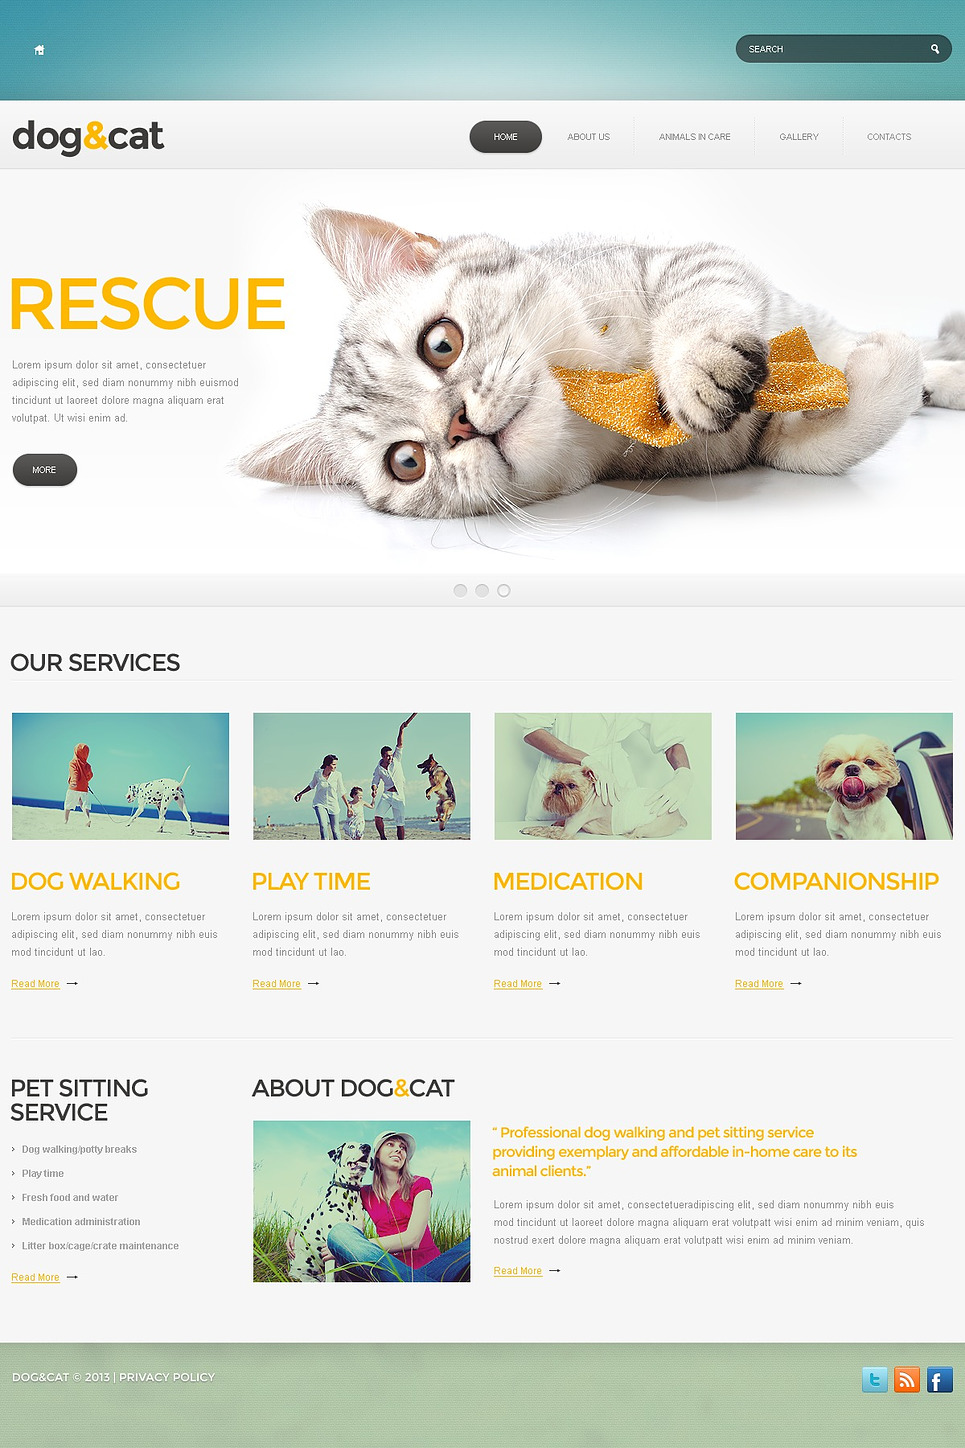 SEARCH
dog&cat
HOME
ABOUT US
ANIMALS IN CARE
GALLERY
CONTACTS
RESCUE
Lorem ipsum dolor sit amet, consectetuer
adipiscing elit, sed diam nonummy nibh euismod
tincidunt ut laoreet dolore magna aliquam erat
volutpat. Ut wisi enim ad.
MORE
OUR SERVICES
DOG WALKING
Lorem ipsum dolor sit amet, consectetuer
adipiscing elit, sed diam nonummy nibh euis
mod tincidunt ut lao.
Read More
PLAY TIME
Lorem ipsum dolor sit amet, consectetuer
adipiscing elit, sed diam nonummy nibh euis
mod tincidunt ut lao.
Read More
MEDICATION
Lorem ipsum dolor sit amet, consectetuer
adipiscing elit, sed diam nonummy nibh euis
mod tincidunt ut lao.
Read More
COMPANIONSHIP
Lorem ipsum dolor sit amet, consectetuer
adipiscing elit, sed diam nonummy nibh euis
mod tincidunt ut lao.
Read More
PET SITTING
SERVICE
Dog walking/potty breaks
Play time
Fresh food and water
Medication administration
Litter box/cage/crate maintenance
Read More
ABOUT DOG&CAT
“ Professional dog walking and pet sitting service
providing exemplary and affordable in-home care to its
animal clients.”
Lorem ipsum dolor sit amet, consectetueradipiscing elit, sed diam nonummy nibh euis
mod tincidunt ut laoreet dolore magna aliquam erat volutpatt wisi enim ad minim veniam, quis
nostrud exert dolore magna aliquam erat volutpatt wisi enim ad minim veniam.
Read More
DOG&CAT © 2013 | PRIVACY POLICY